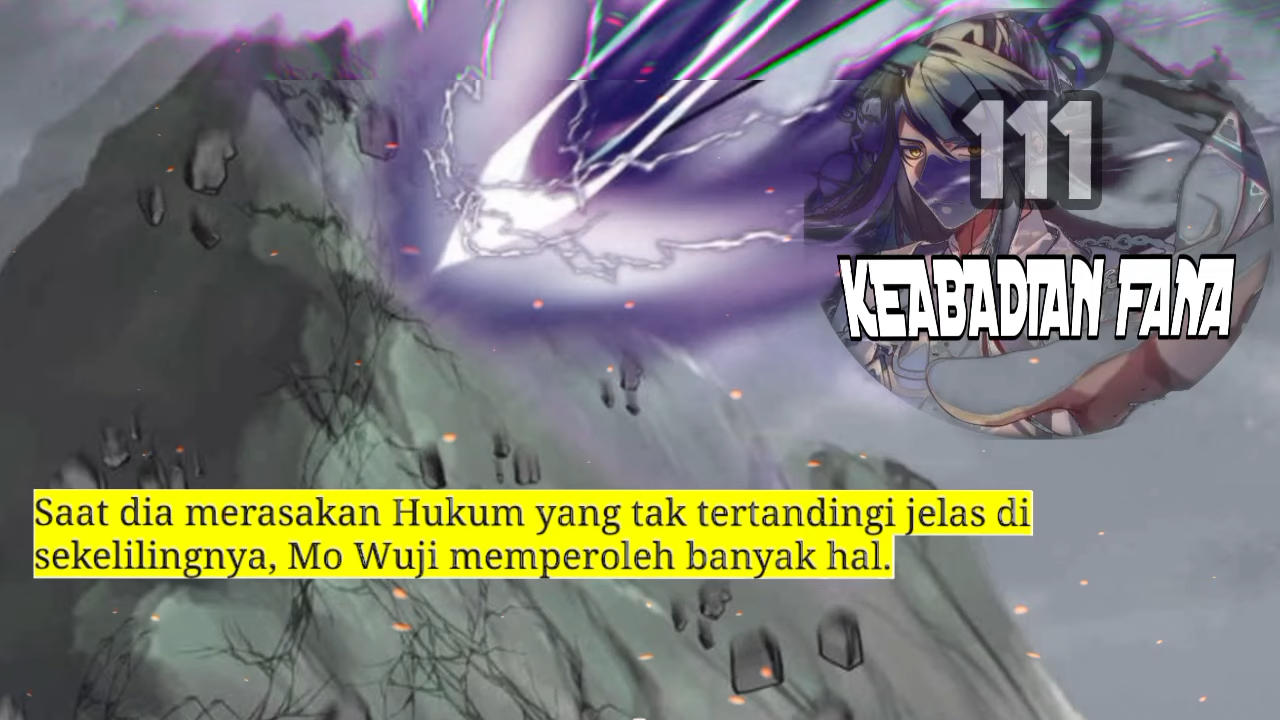 111
KEABADIAN FANA
Saat dia merasakan Hukum yang tak tertandingi jelas di
sekelilingnya, Mo Wuji memperoleh banyak hal.